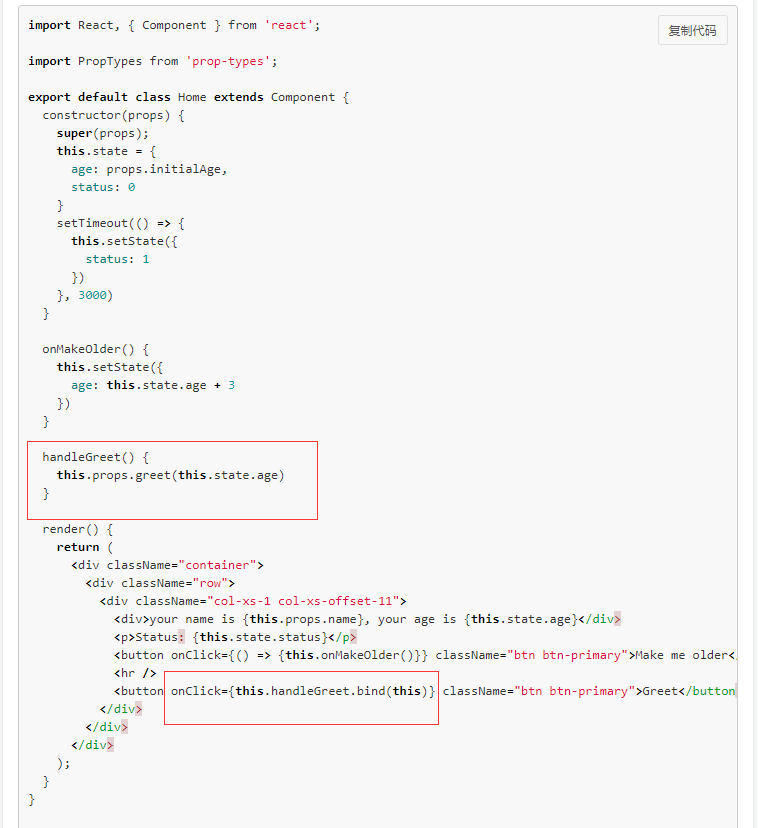 import React, { Component } from 'react';
复制代码
import PropTypes from 'prop-types';
export default class Home extends Component {
constructor(props) {
super(props);
this.state = {
age: props.initialAge,
status: 0
}
setTimeout(() => {
this.setState({
status: 1
})
}, 3000)
}
onMakeOlder() {
this.setState({
age: this.state.age + 3
})
}
handleGreet() {
this.props.greet(this.state.age)
}
render() {
return (
<div className="container">
<div className="row">
<div className="col-xs-1 col-xs-offset-11">
<div>your name is {this.props.name}, your age is {this.state.age}</div>
<p>Status: {this.state.status}</p>
<button onClick={() => {this.onMakeOlder()}} className="btn btn-primary">Make me older</
<hr />
<button onClick={this.handleGreet.bind(this)} className="btn btn-primary">Greet</button
</div>
</div>
</div>
);
}
}